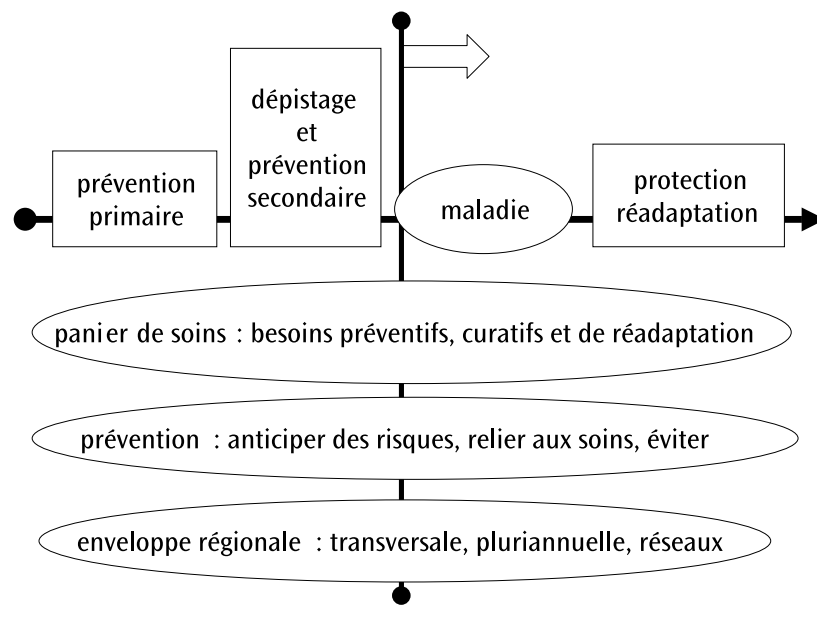 prévention
primaire
dépistage
et
prévention
secondaire
maladie
protection
réadaptation
panier de soins : besoins préventifs, curatifs et de réadaptation
prévention : anticiper des risques, relier aux soins, éviter
enveloppe régionale : transversale, pluriannuelle, réseaux